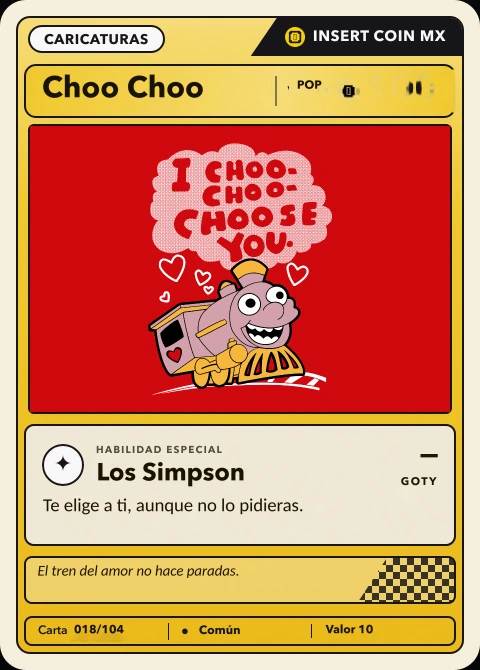 CARICATURAS
INSERT COIN MX
Choo Choo
POP
I CHOO-
CHOO-
CHOOSE
YOU.
HABILIDAD ESPECIAL
Los Simpson
—
GOTY
Te elige a ti, aunque no lo pidieras.
El tren del amor no hace paradas.
Carta 018/104
• Común
Valor 10